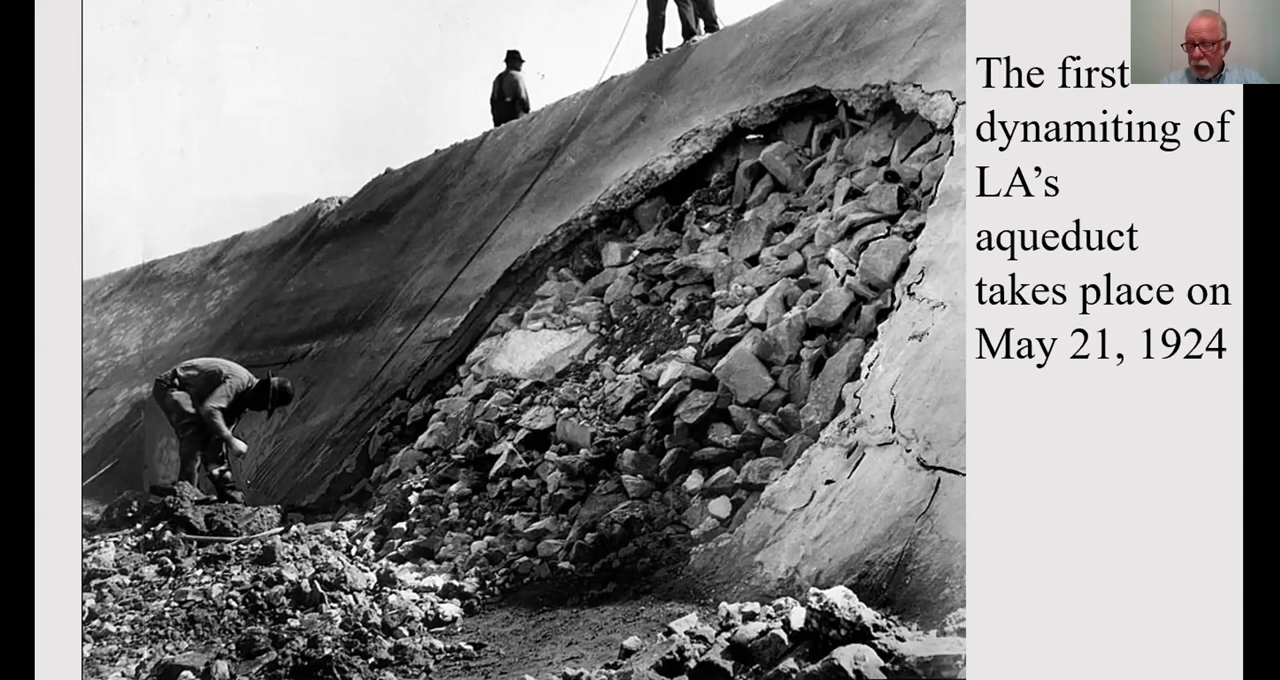 The first
dynamiting of
LA’s
aqueduct
takes place on
May 21, 1924